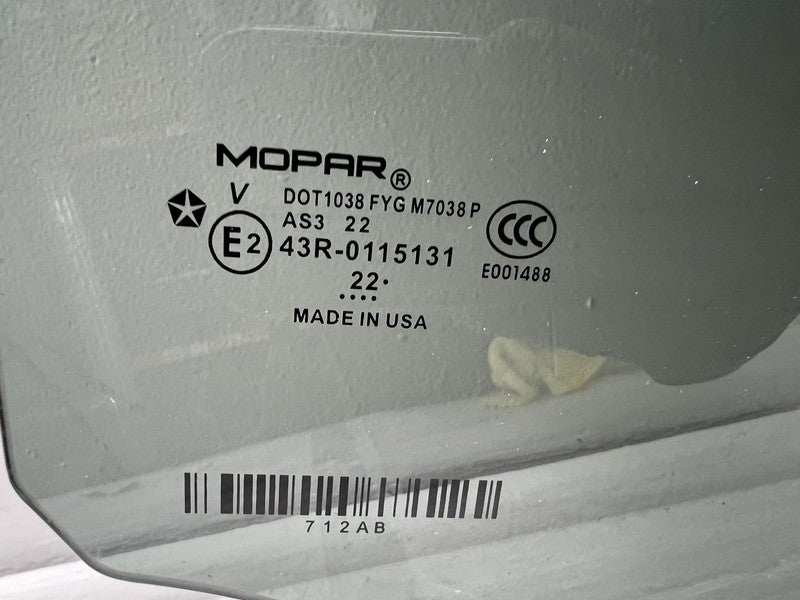 MOPAR®
V DOT1038 FYG M7038 P
AS3 22
E2 43R-0115131
CCC
E001488
22·
....
MADE IN USA
712AB